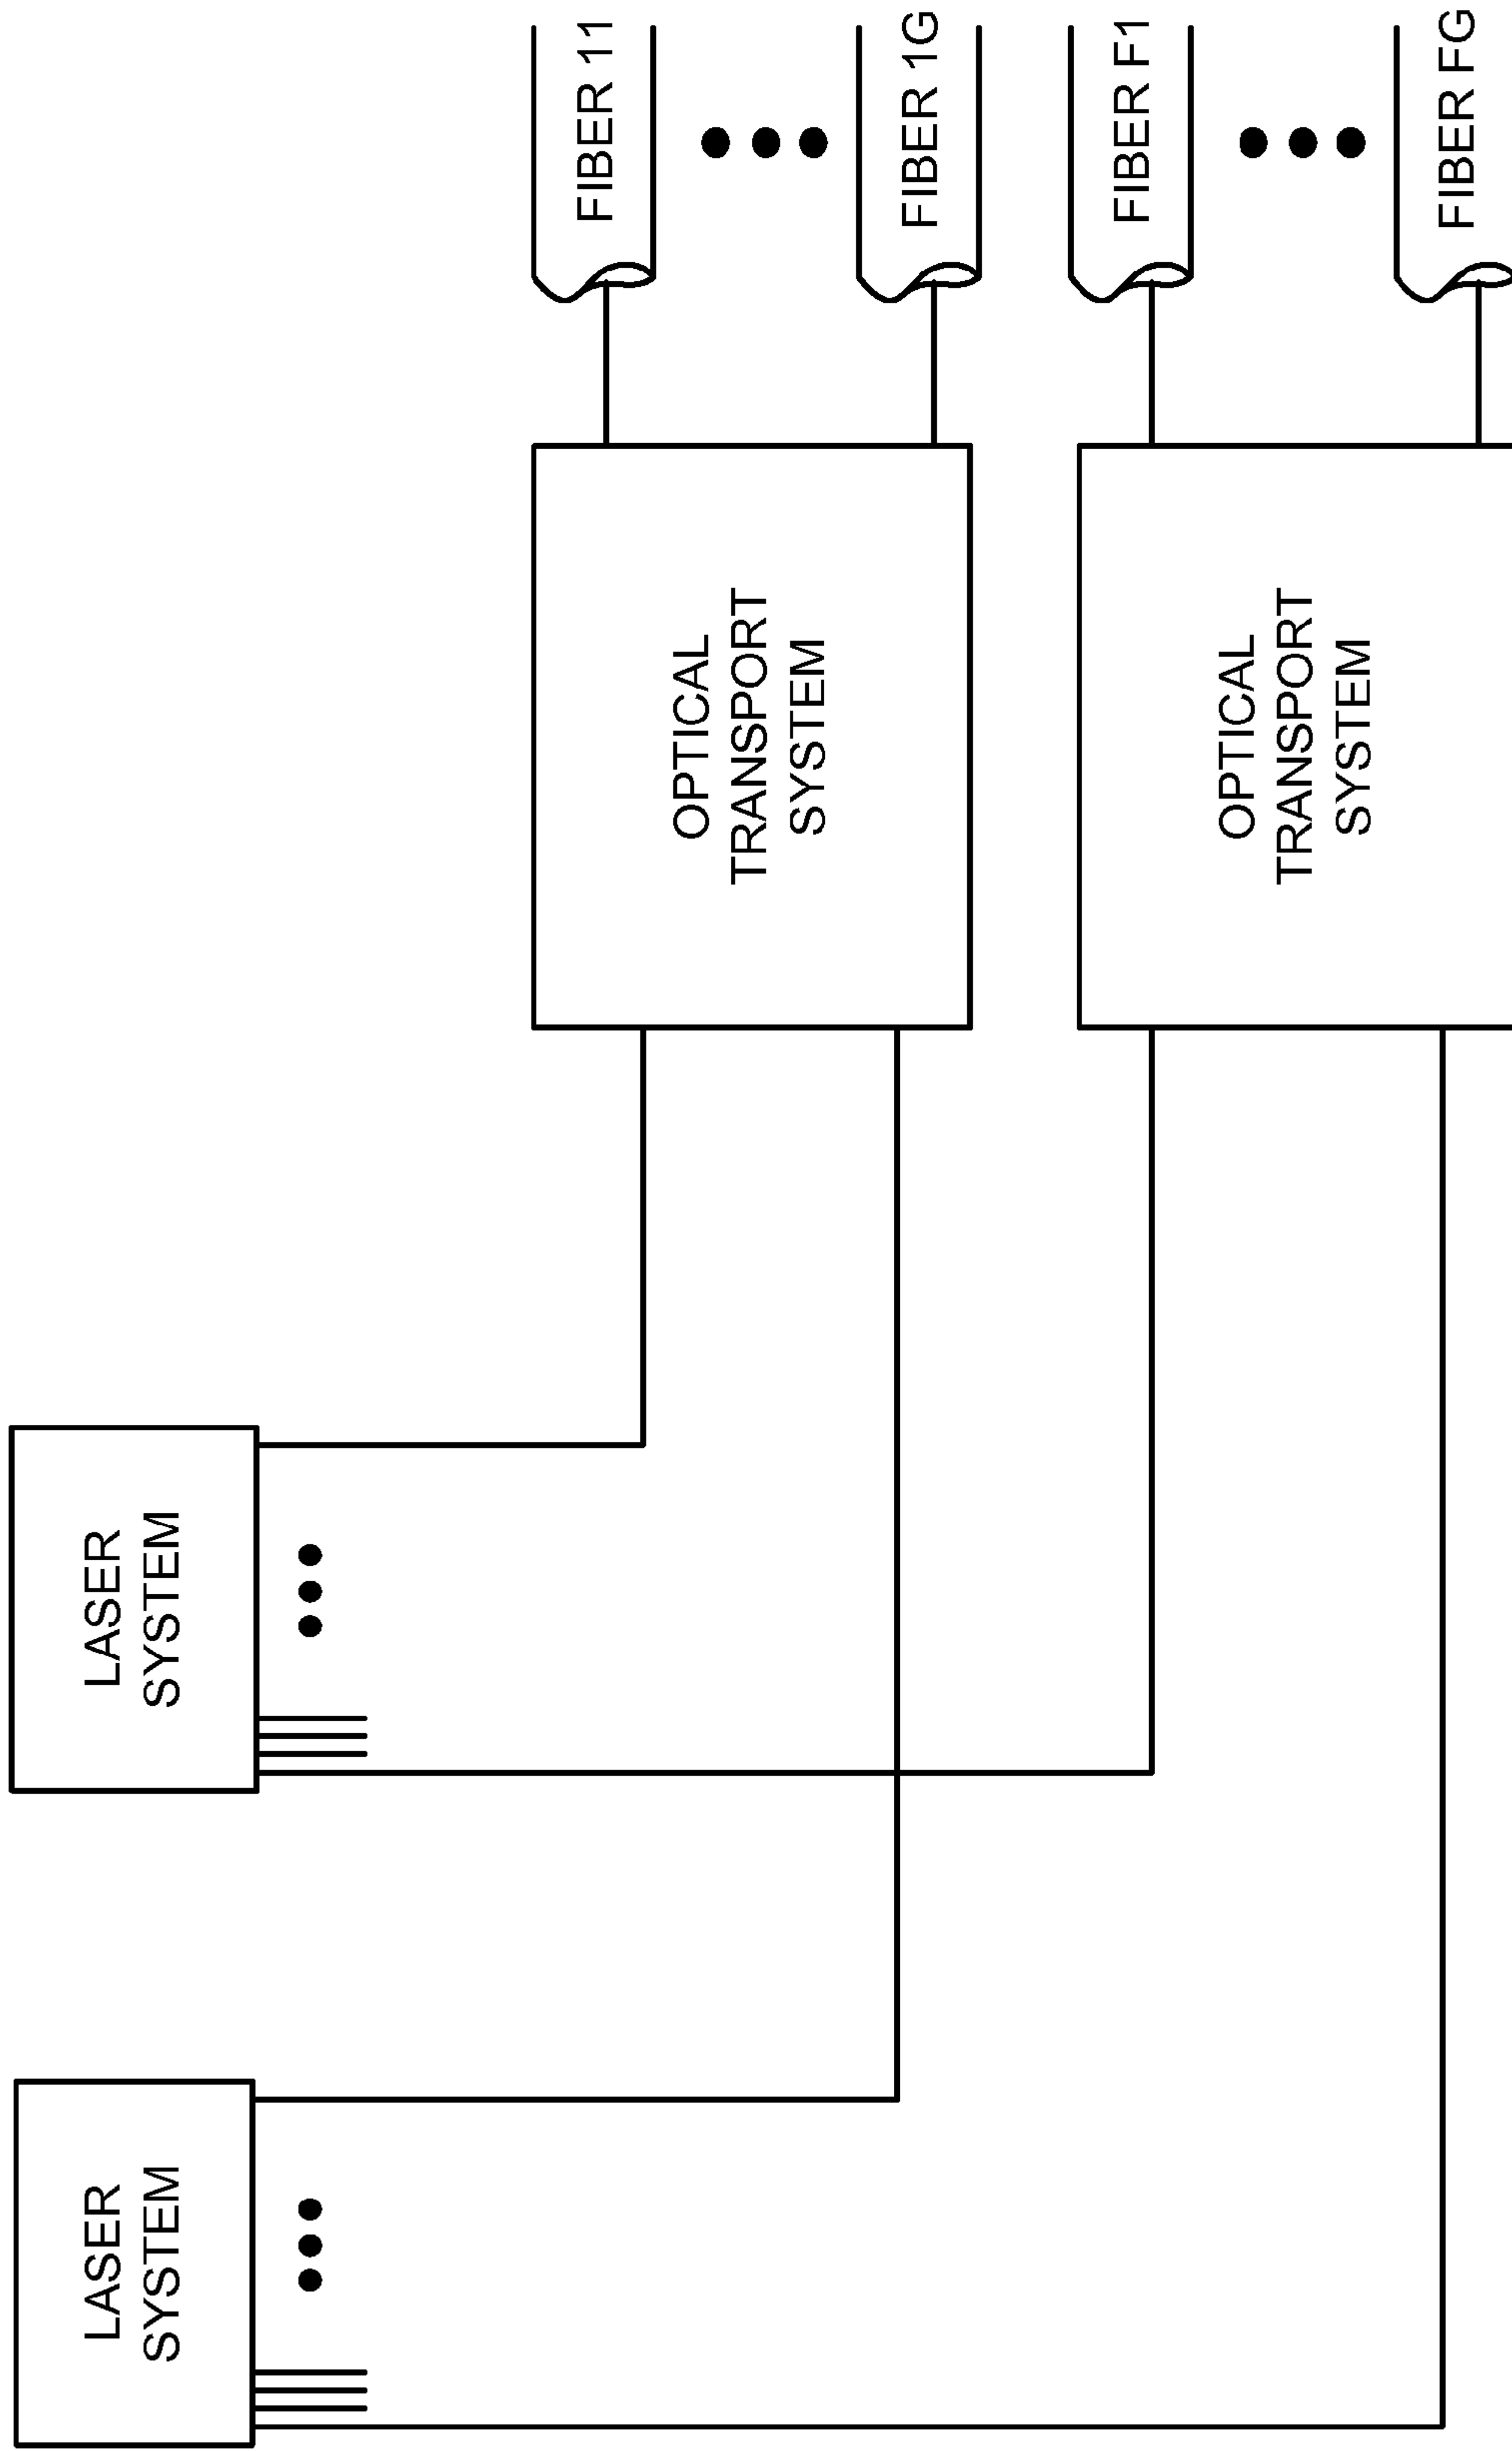 LASER
SYSTEM
LASER
SYSTEM
OPTICAL
TRANSPORT
SYSTEM
OPTICAL
TRANSPORT
SYSTEM
FIBER 11
FIBER 1G
FIBER F1
FIBER FG